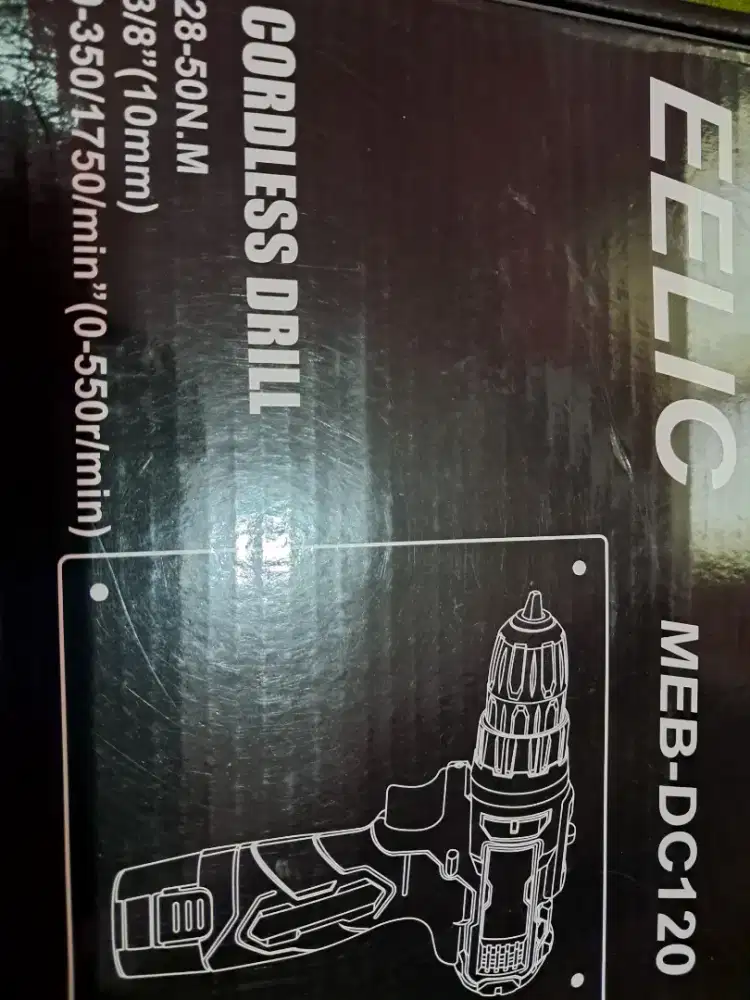 EELIC MEB-DC120
CORDLESS DRILL
28-50N.M
3/8”(10mm)
0-350/1750/min”(0-550r/min)